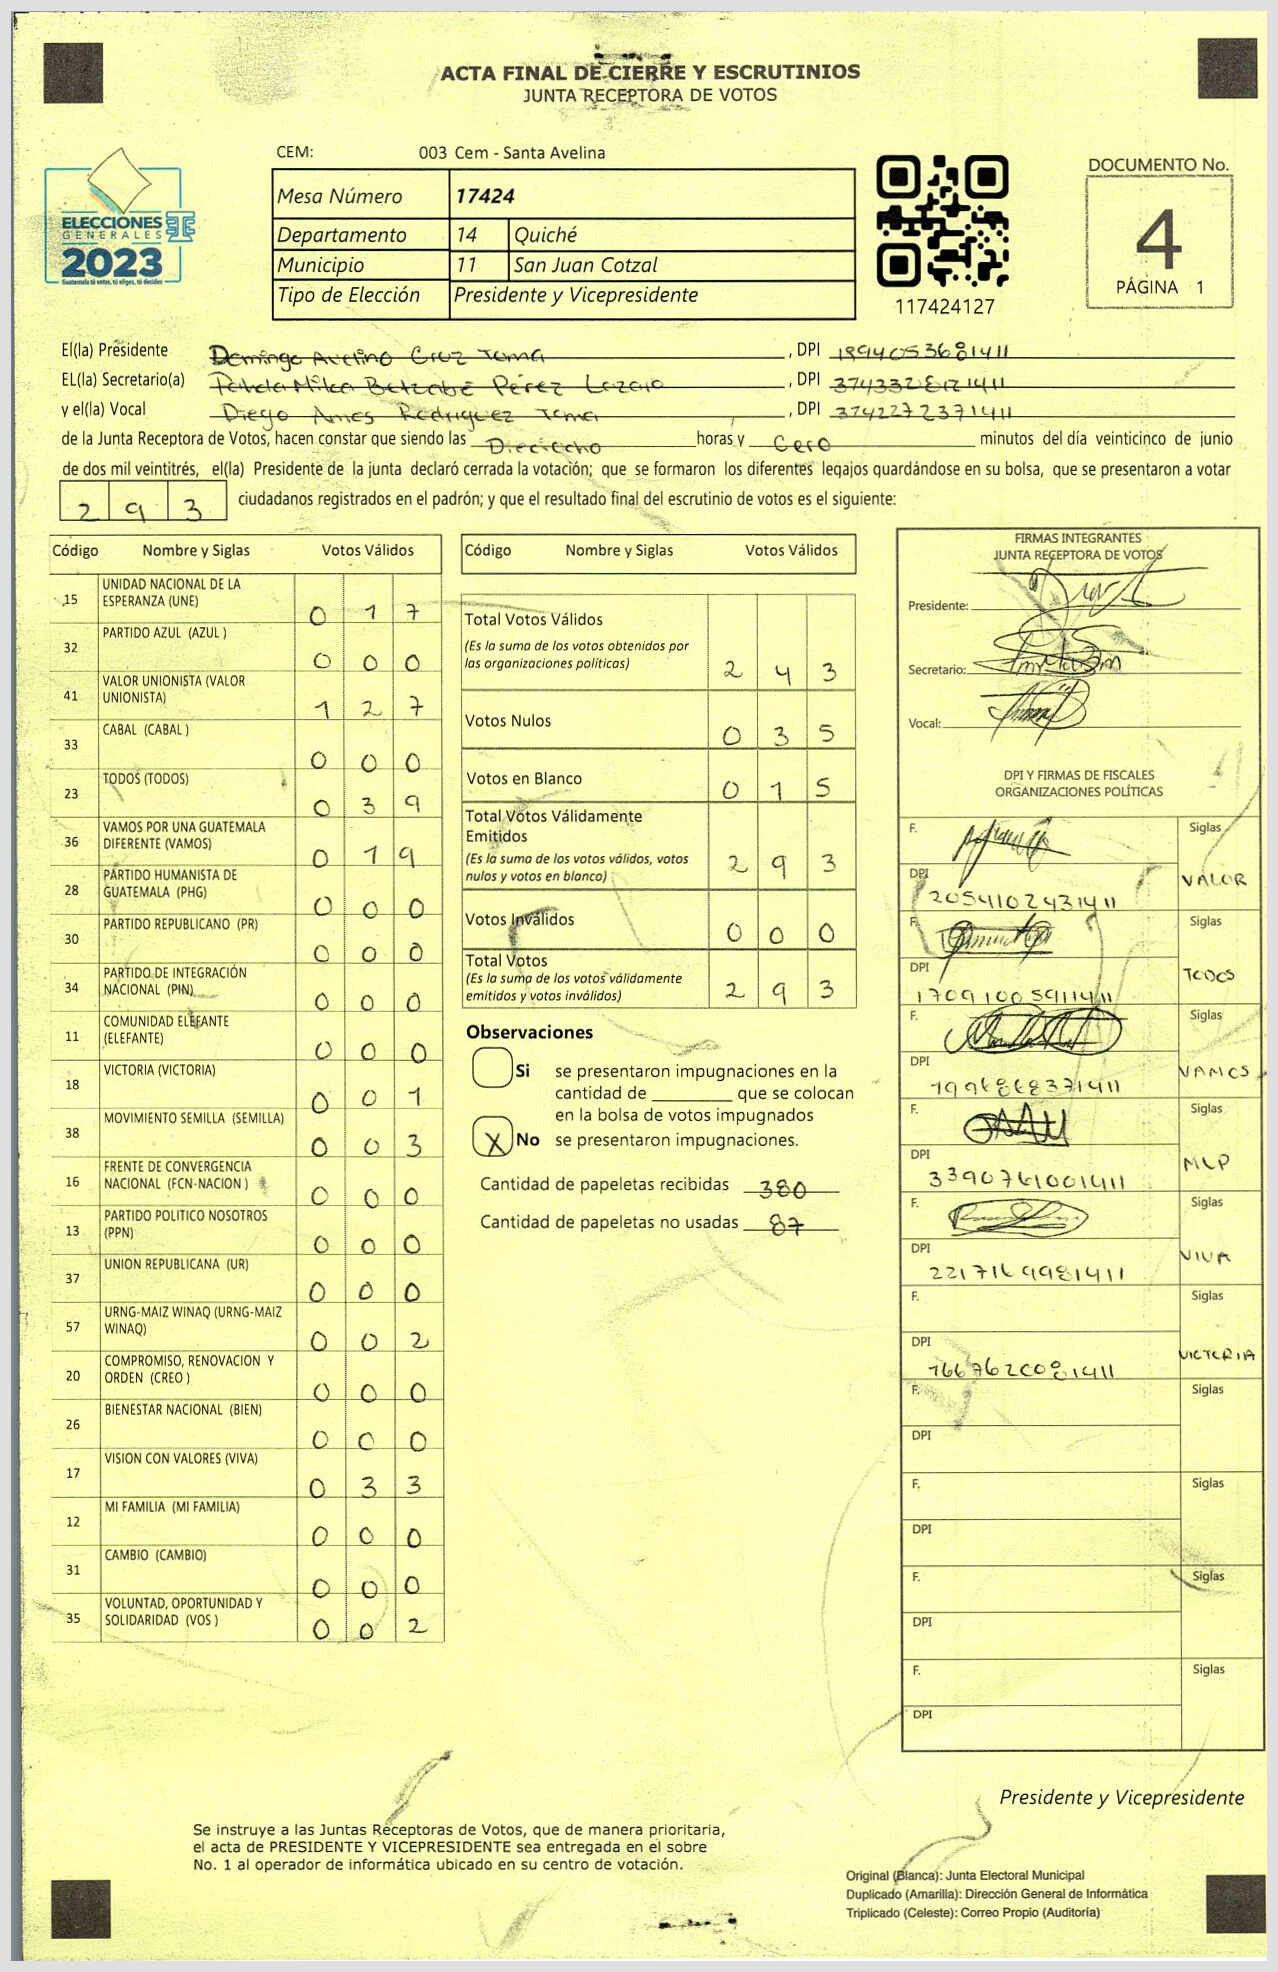 ACTA FINAL DE CIERRE Y ESCRUTINIOS
JUNTA RECEPTORA DE VOTOS
ELECCIONES
GENERALES
2023
Guatemala tú votas, tú eliges, tú decides
CEM: 003 Cem - Santa Avelina
Mesa Número 17424
Departamento 14 Quiché
Municipio 11 San Juan Cotzal
Tipo de Elección Presidente y Vicepresidente
117424127
DOCUMENTO No.
4
PÁGINA 1
El(la) Presidente Domingo Avelino Cruz Toma , DPI 1994053681411
EL(la) Secretario(a) Betzabé Pérez Lozano , DPI
y el(la) Vocal Diego Rodriguez Toma , DPI 3742272371411
de la Junta Receptora de Votos, hacen constar que siendo las Dieciocho horas y Cero minutos del día veinticinco de junio
de dos mil veintitrés, el(la) Presidente de la junta declaró cerrada la votación; que se formaron los diferentes legajos guardándose en su bolsa, que se presentaron a votar
293 ciudadanos registrados en el padrón; y que el resultado final del escrutinio de votos es el siguiente:
Código Nombre y Siglas Votos Válidos
15 UNIDAD NACIONAL DE LA ESPERANZA (UNE) 0 1 7
32 PARTIDO AZUL (AZUL ) 0 0 0
41 VALOR UNIONISTA (VALOR UNIONISTA) 1 2 7
33 CABAL (CABAL ) 0 0 0
23 TODOS (TODOS) 0 3 9
36 VAMOS POR UNA GUATEMALA DIFERENTE (VAMOS) 0 1 9
28 PARTIDO HUMANISTA DE GUATEMALA (PHG) 0 0 0
30 PARTIDO REPUBLICANO (PR) 0 0 0
34 PARTIDO DE INTEGRACIÓN NACIONAL (PIN) 0 0 0
11 COMUNIDAD ELEFANTE (ELEFANTE) 0 0 0
18 VICTORIA (VICTORIA) 0 0 1
38 MOVIMIENTO SEMILLA (SEMILLA) 0 0 3
16 FRENTE DE CONVERGENCIA NACIONAL (FCN-NACION ) 0 0 0
13 PARTIDO POLITICO NOSOTROS (PPN) 0 0 0
37 UNION REPUBLICANA (UR) 0 0 0
57 URNG-MAIZ WINAQ (URNG-MAIZ WINAQ) 0 0 2
20 COMPROMISO, RENOVACION Y ORDEN (CREO ) 0 0 0
26 BIENESTAR NACIONAL (BIEN) 0 0 0
17 VISION CON VALORES (VIVA) 0 3 3
12 MI FAMILIA (MI FAMILIA) 0 0 0
31 CAMBIO (CAMBIO) 0 0 0
35 VOLUNTAD, OPORTUNIDAD Y SOLIDARIDAD (VOS ) 0 0 2
Código Nombre y Siglas Votos Válidos
Total Votos Válidos
(Es la suma de los votos obtenidos por
las organizaciones politicas) 2 4 3
Votos Nulos 0 3 5
Votos en Blanco 0 1 5
Total Votos Válidamente
Emitidos
(Es la suma de los votos válidos, votos
nulos y votos en blanco) 2 9 3
Votos Inválidos 0 0 0
Total Votos
(Es la suma de los votos válidamente
emitidos y votos inválidos) 2 9 3
Observaciones
Si se presentaron impugnaciones en la
cantidad de ________ que se colocan
en la bolsa de votos impugnados
X No se presentaron impugnaciones.
Cantidad de papeletas recibidas 380
Cantidad de papeletas no usadas 87
FIRMAS INTEGRANTES
JUNTA RECEPTORA DE VOTOS
Presidente:
Secretario:
Vocal:
DPI Y FIRMAS DE FISCALES
ORGANIZACIONES POLÍTICAS
F. Siglas
DPI 2054102431411 VALOR
F. Siglas
DPI 1709100591411 TODOS
F. Siglas
DPI 1996868371411 VAMOS
F. Siglas
DPI 3390761001411 MLP
F. Siglas
DPI 2217169981411 VIVA
F. Siglas
DPI 1667620081411 VICTORIA
F. Siglas
DPI
F. Siglas
DPI
F. Siglas
DPI
F. Siglas
DPI
Presidente y Vicepresidente
Se instruye a las Juntas Receptoras de Votos, que de manera prioritaria,
el acta de PRESIDENTE Y VICEPRESIDENTE sea entregada en el sobre
No. 1 al operador de informática ubicado en su centro de votación.
Original (Blanca): Junta Electoral Municipal
Duplicado (Amarilla): Dirección General de Informática
Triplicado (Celeste): Correo Propio (Auditoría)